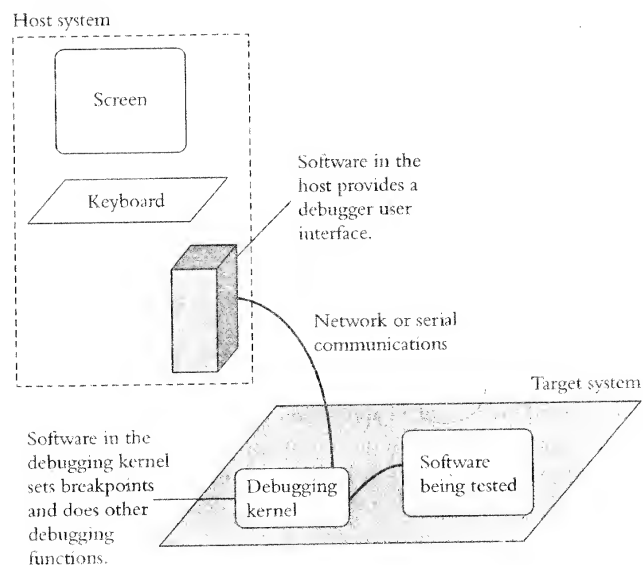 Host system
Screen
Keyboard
Software in the
host provides a
debugger user
interface.
Network or serial
communications
Target system
Software in the
debugging kernel
sets breakpoints
and does other
debugging
functions.
Debugging
kernel
Software
being tested